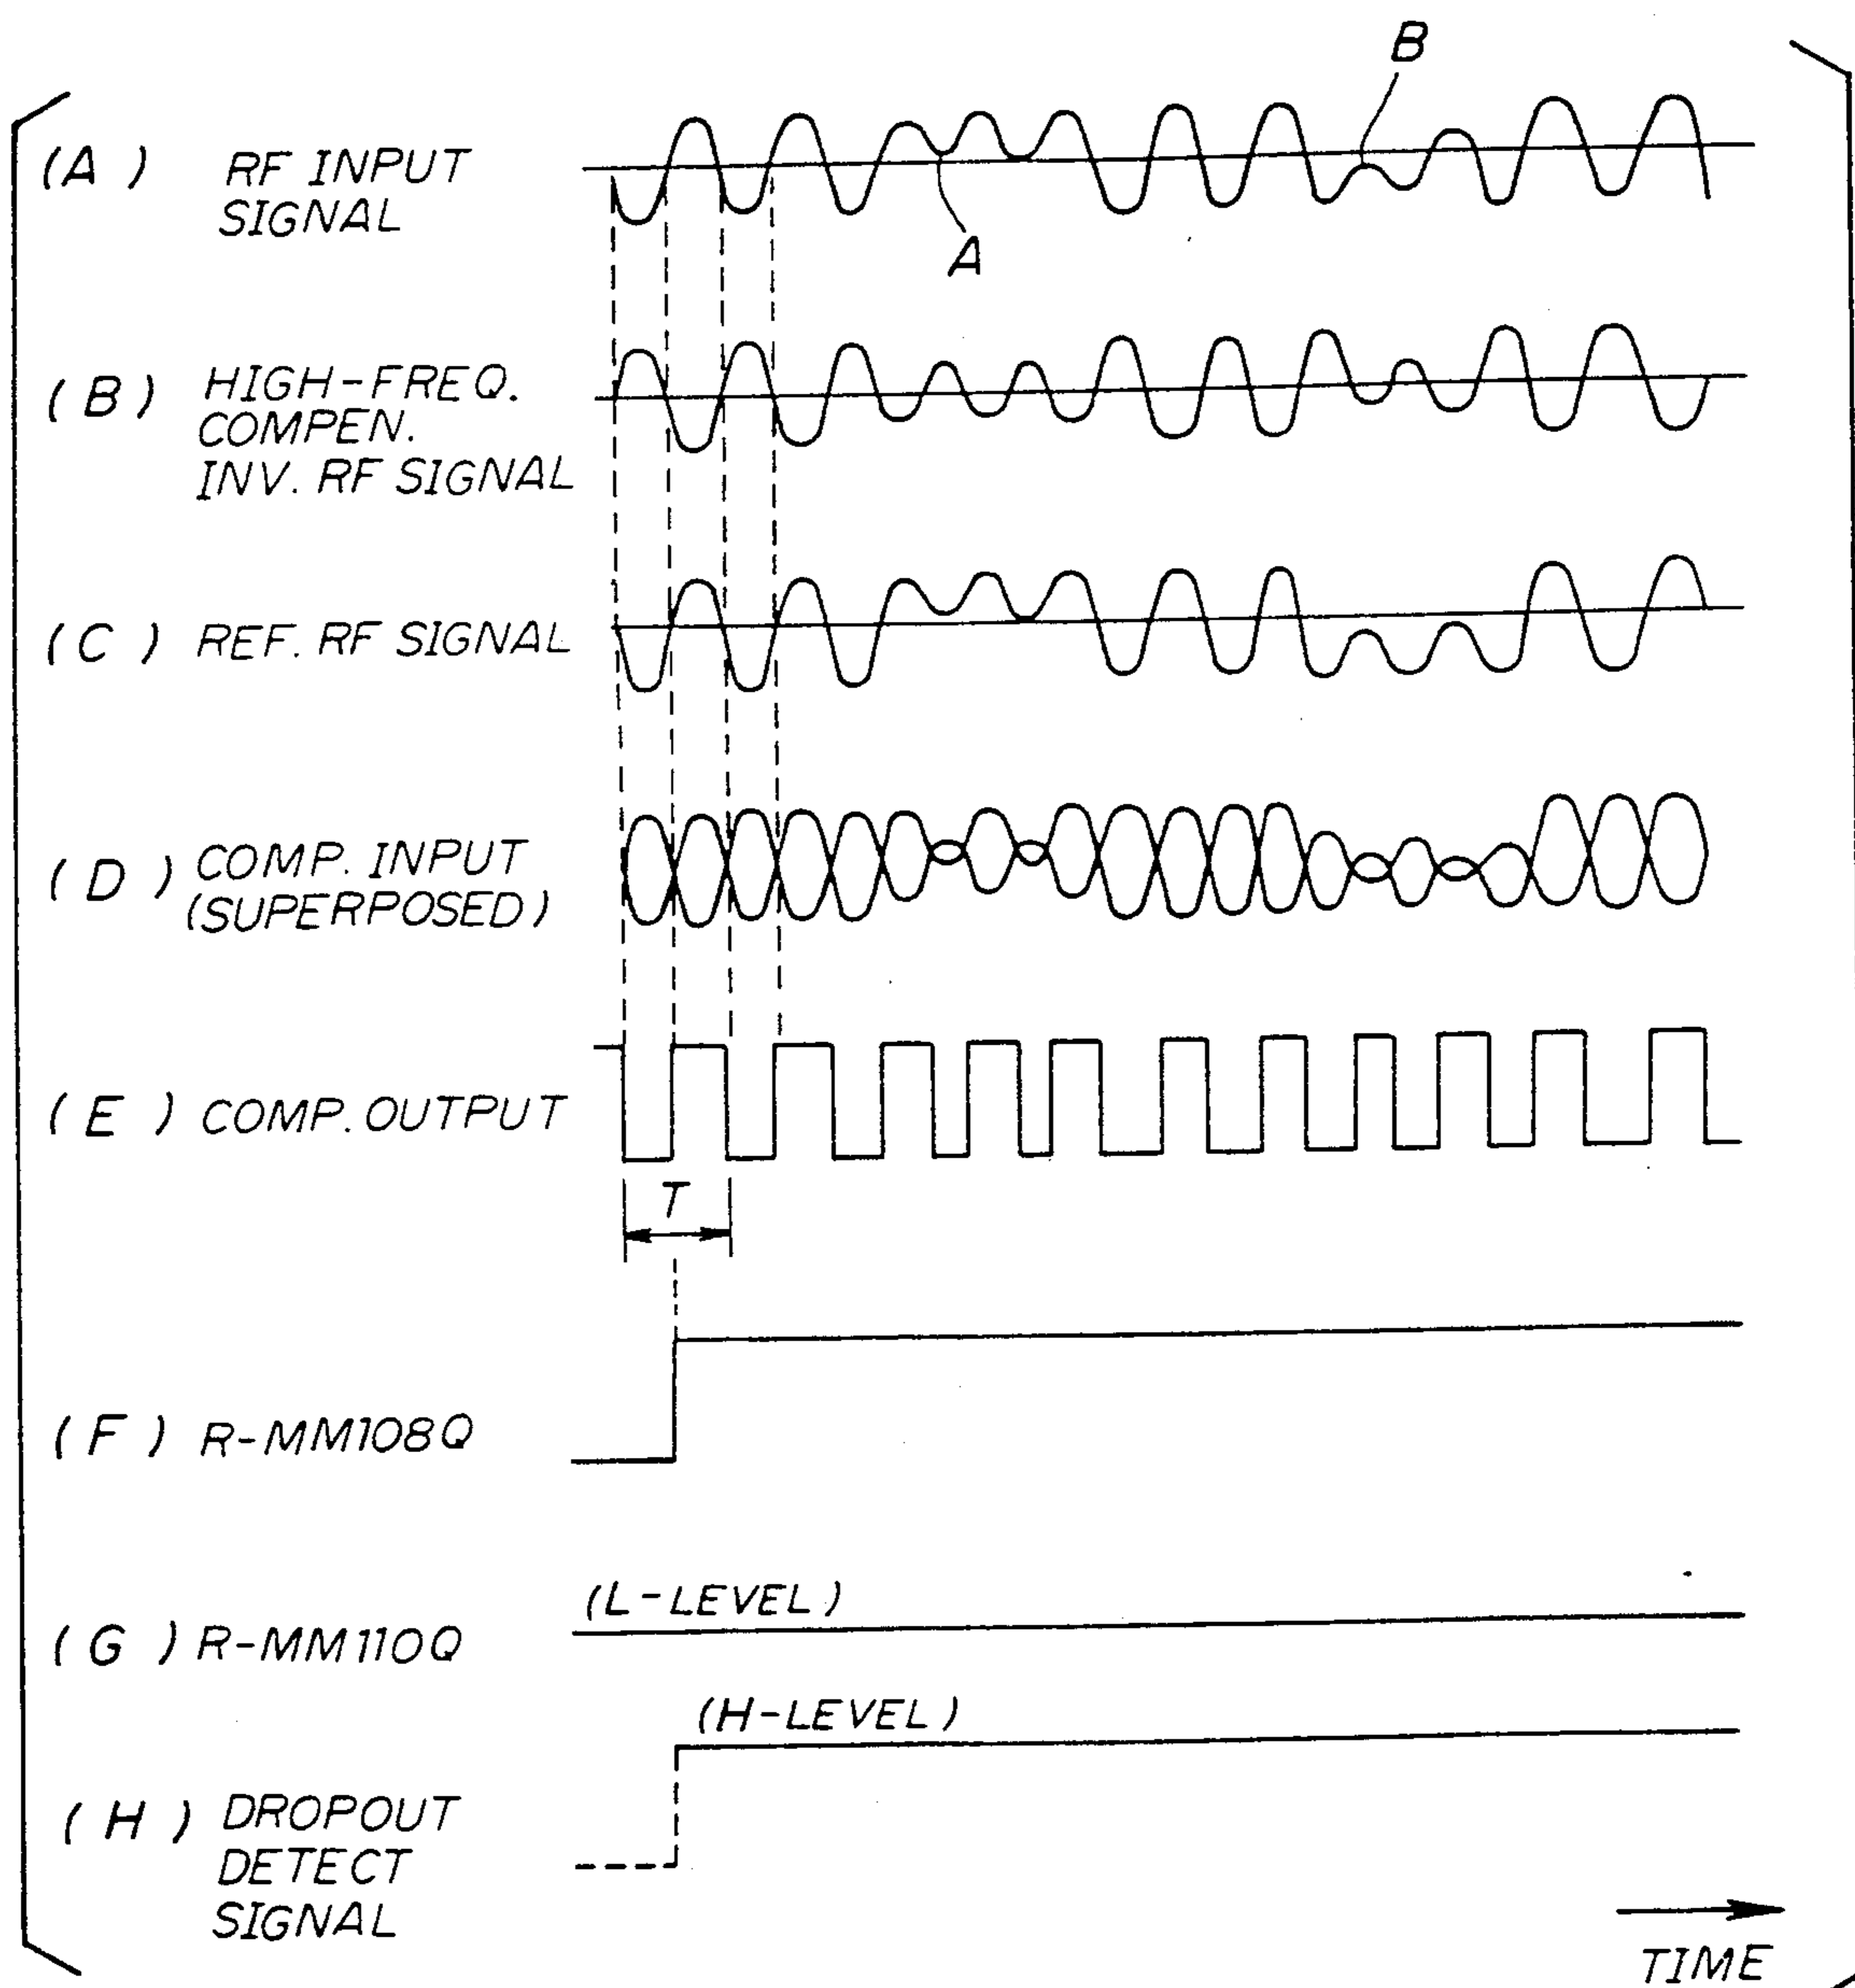 B
(A) RF INPUT
SIGNAL
A
(B) HIGH-FREQ.
COMPEN.
INV. RF SIGNAL
(C) REF. RF SIGNAL
(D) COMP. INPUT
(SUPERPOSED)
(E) COMP. OUTPUT
T
(F) R-MM108Q
(L-LEVEL)
(G) R-MM110Q
(H-LEVEL)
(H) DROPOUT
DETECT
SIGNAL
TIME